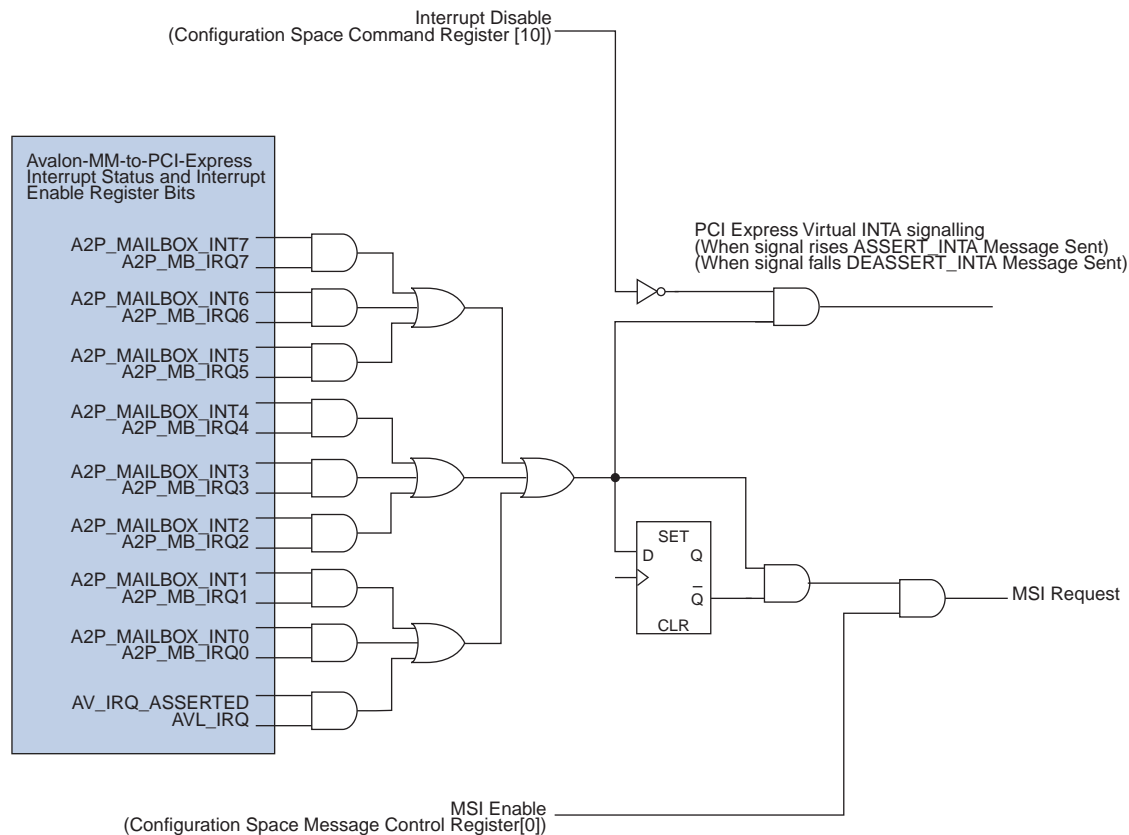 Interrupt Disable
(Configuration Space Command Register [10])
Avalon-MM-to-PCI-Express
Interrupt Status and Interrupt
Enable Register Bits
A2P_MAILBOX_INT7
A2P_MB_IRQ7
A2P_MAILBOX_INT6
A2P_MB_IRQ6
A2P_MAILBOX_INT5
A2P_MB_IRQ5
A2P_MAILBOX_INT4
A2P_MB_IRQ4
A2P_MAILBOX_INT3
A2P_MB_IRQ3
A2P_MAILBOX_INT2
A2P_MB_IRQ2
A2P_MAILBOX_INT1
A2P_MB_IRQ1
A2P_MAILBOX_INT0
A2P_MB_IRQ0
AV_IRQ_ASSERTED
AVL_IRQ
PCI Express Virtual INTA signalling
(When signal rises ASSERT_INTA Message Sent)
(When signal falls DEASSERT_INTA Message Sent)
SET
D Q
Q̅
CLR
MSI Request
MSI Enable
(Configuration Space Message Control Register[0])